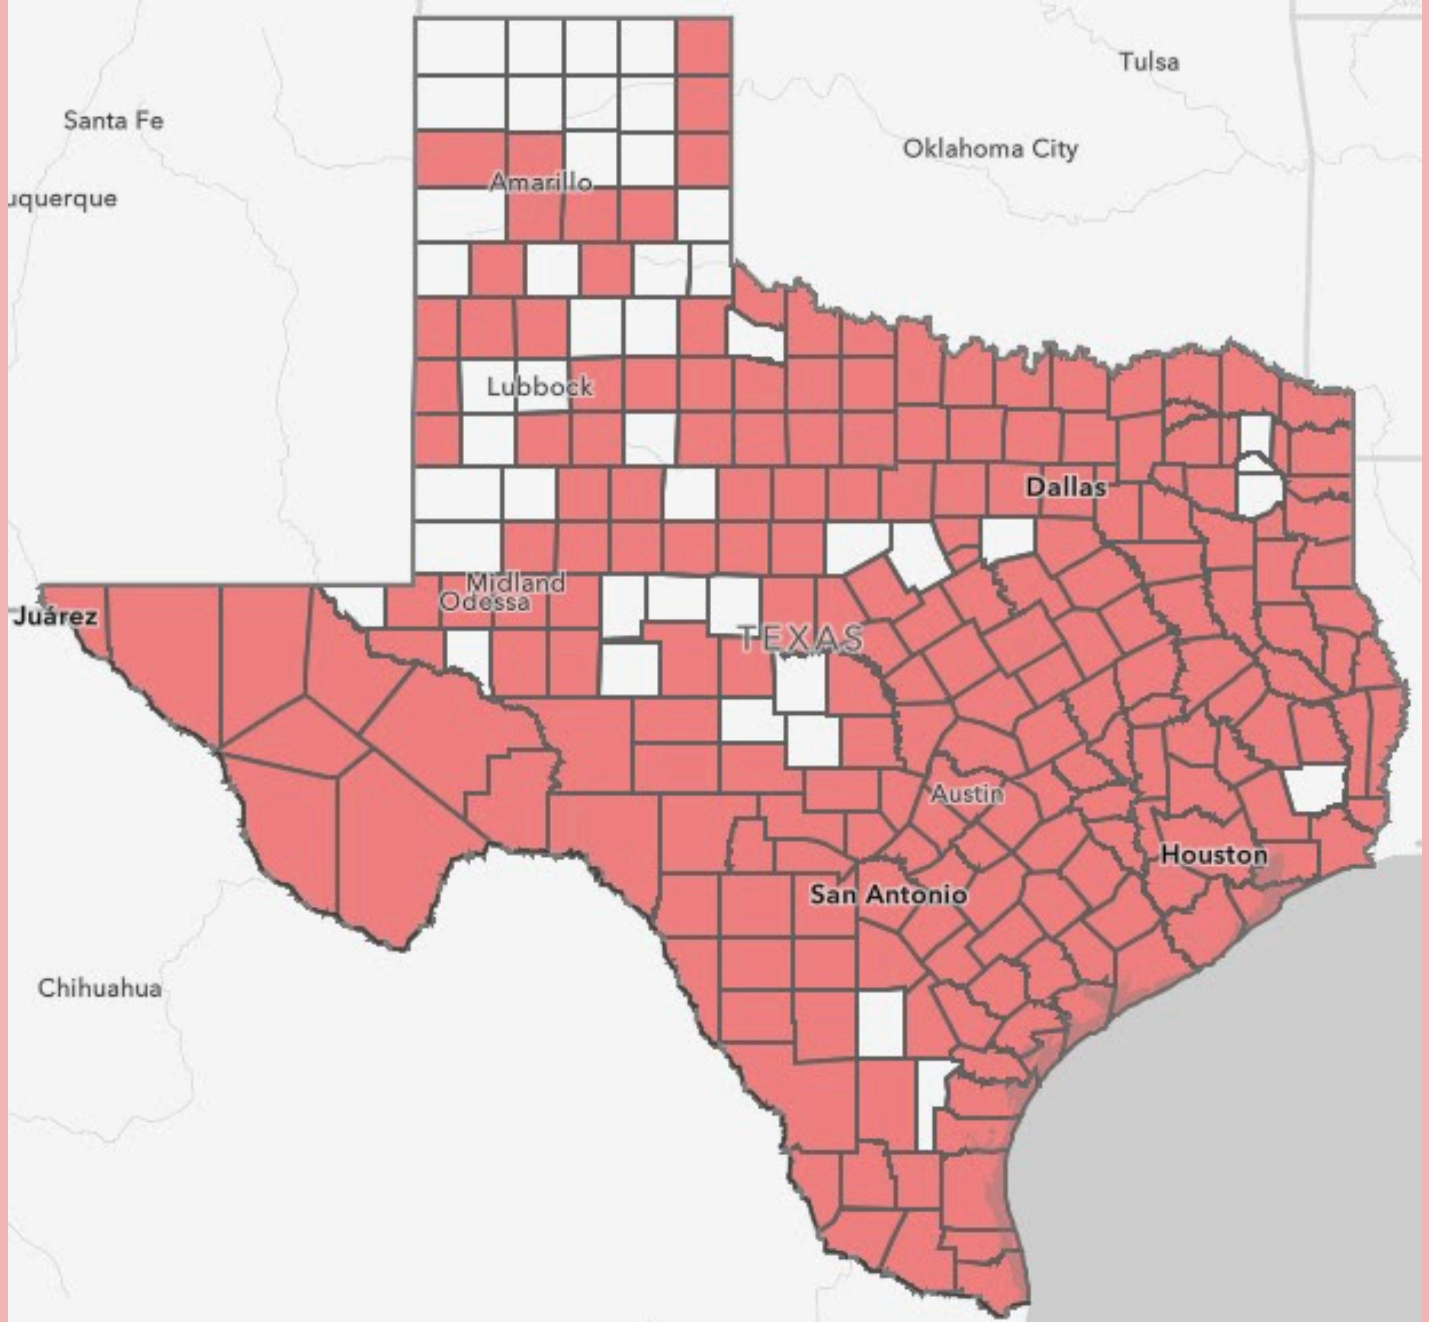 Tulsa
Santa Fe
Oklahoma City
uquerque
Amarillo
Lubbock
Dallas
Midland
Odessa
Juárez
TEXAS
Austin
Houston
San Antonio
Chihuahua